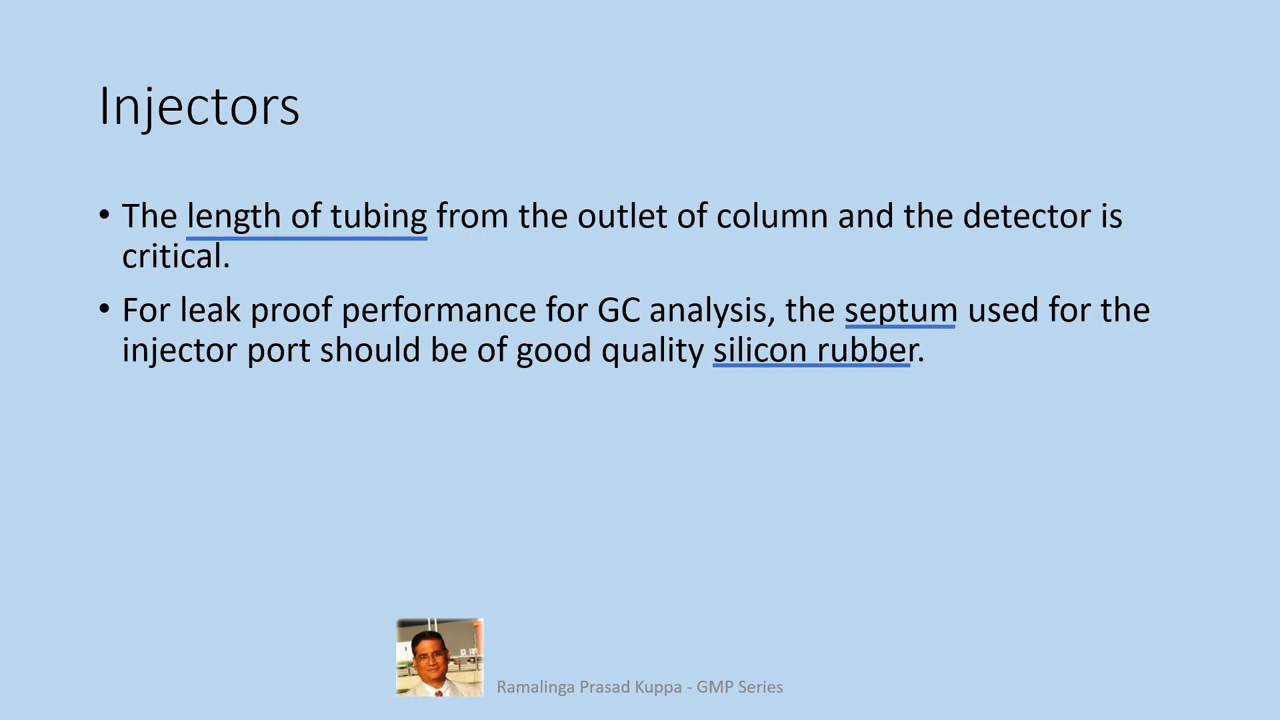 Injectors
• The length of tubing from the outlet of column and the detector is
critical.
• For leak proof performance for GC analysis, the septum used for the
injector port should be of good quality silicon rubber.
Ramalinga Prasad Kuppa - GMP Series